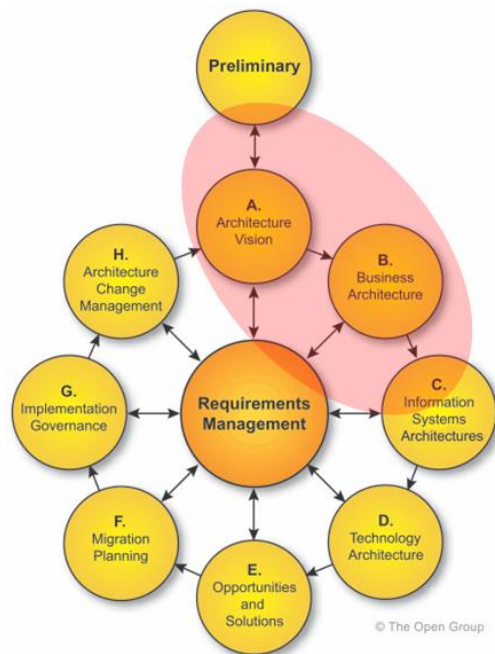 Preliminary
A.
Architecture
Vision
B.
Business
Architecture
H.
Architecture
Change
Management
C.
Information
Systems
Architectures
G.
Implementation
Governance
Requirements
Management
D.
Technology
Architecture
F.
Migration
Planning
E.
Opportunities
and
Solutions
© The Open Group